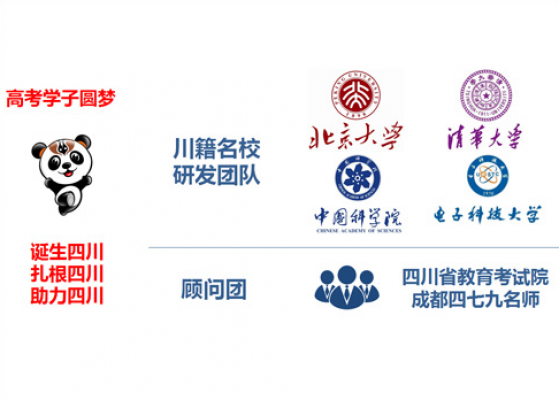 高考学子圆梦
诞生四川
扎根四川
助力四川
川籍名校
研发团队
北京大学
1898
清华大学
中国科学院
CHINESE ACADEMY OF SCIENCES
电子科技大学
顾问团
四川省教育考试院
成都四七九名师